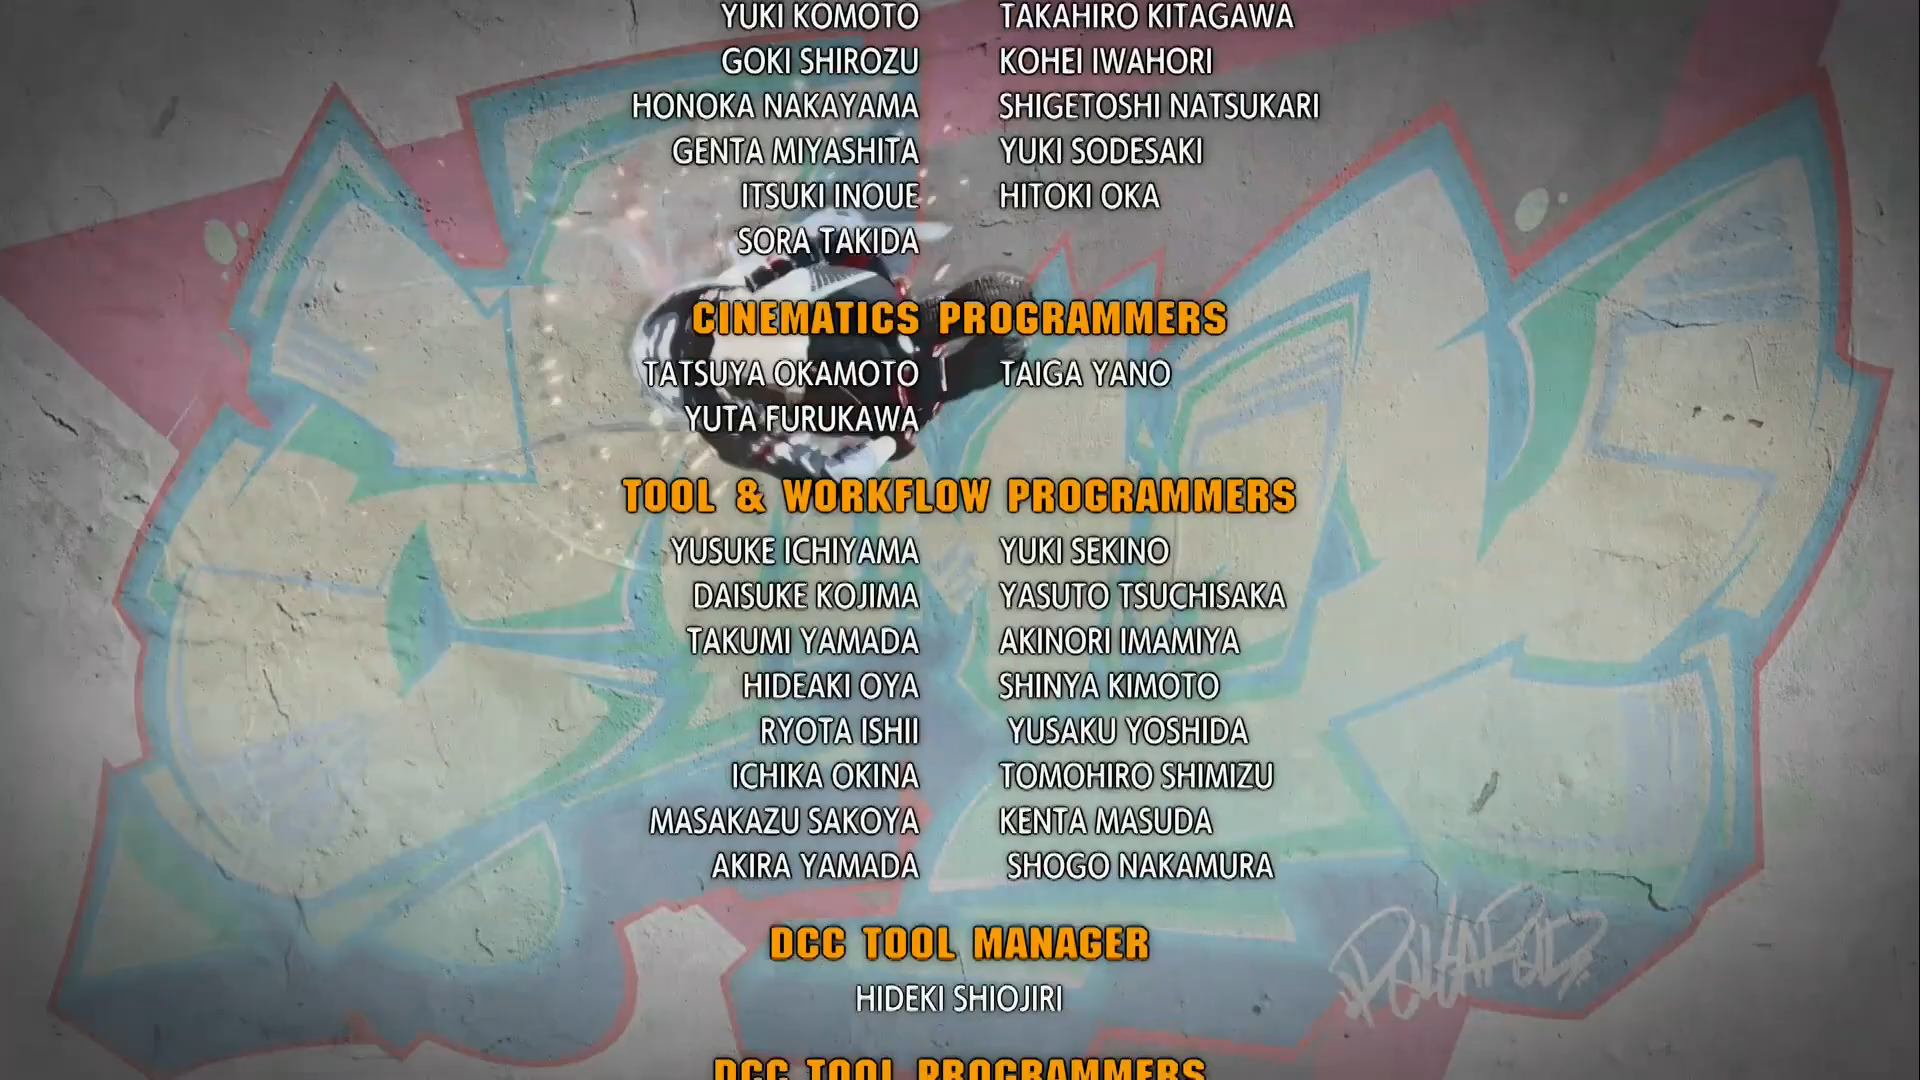 YUKI KOMOTO TAKAHIRO KITAGAWA
GOKI SHIROZU KOHEI IWAHORI
HONOKA NAKAYAMA SHIGETOSHI NATSUKARI
GENTA MIYASHITA YUKI SODESAKI
ITSUKI INOUE HITOKI OKA
SORA TAKIDA
CINEMATICS PROGRAMMERS
TATSUYA OKAMOTO TAIGA YANO
YUTA FURUKAWA
TOOL & WORKFLOW PROGRAMMERS
YUSUKE ICHIYAMA YUKI SEKINO
DAISUKE KOJIMA YASUTO TSUCHISAKA
TAKUMI YAMADA AKINORI IMAMIYA
HIDEAKI OYA SHINYA KIMOTO
RYOTA ISHII YUSAKU YOSHIDA
ICHIKA OKINA TOMOHIRO SHIMIZU
MASAKAZU SAKOYA KENTA MASUDA
AKIRA YAMADA SHOGO NAKAMURA
DCC TOOL MANAGER
HIDEKI SHIOJIRI
DCC TOOL PROGRAMMERS